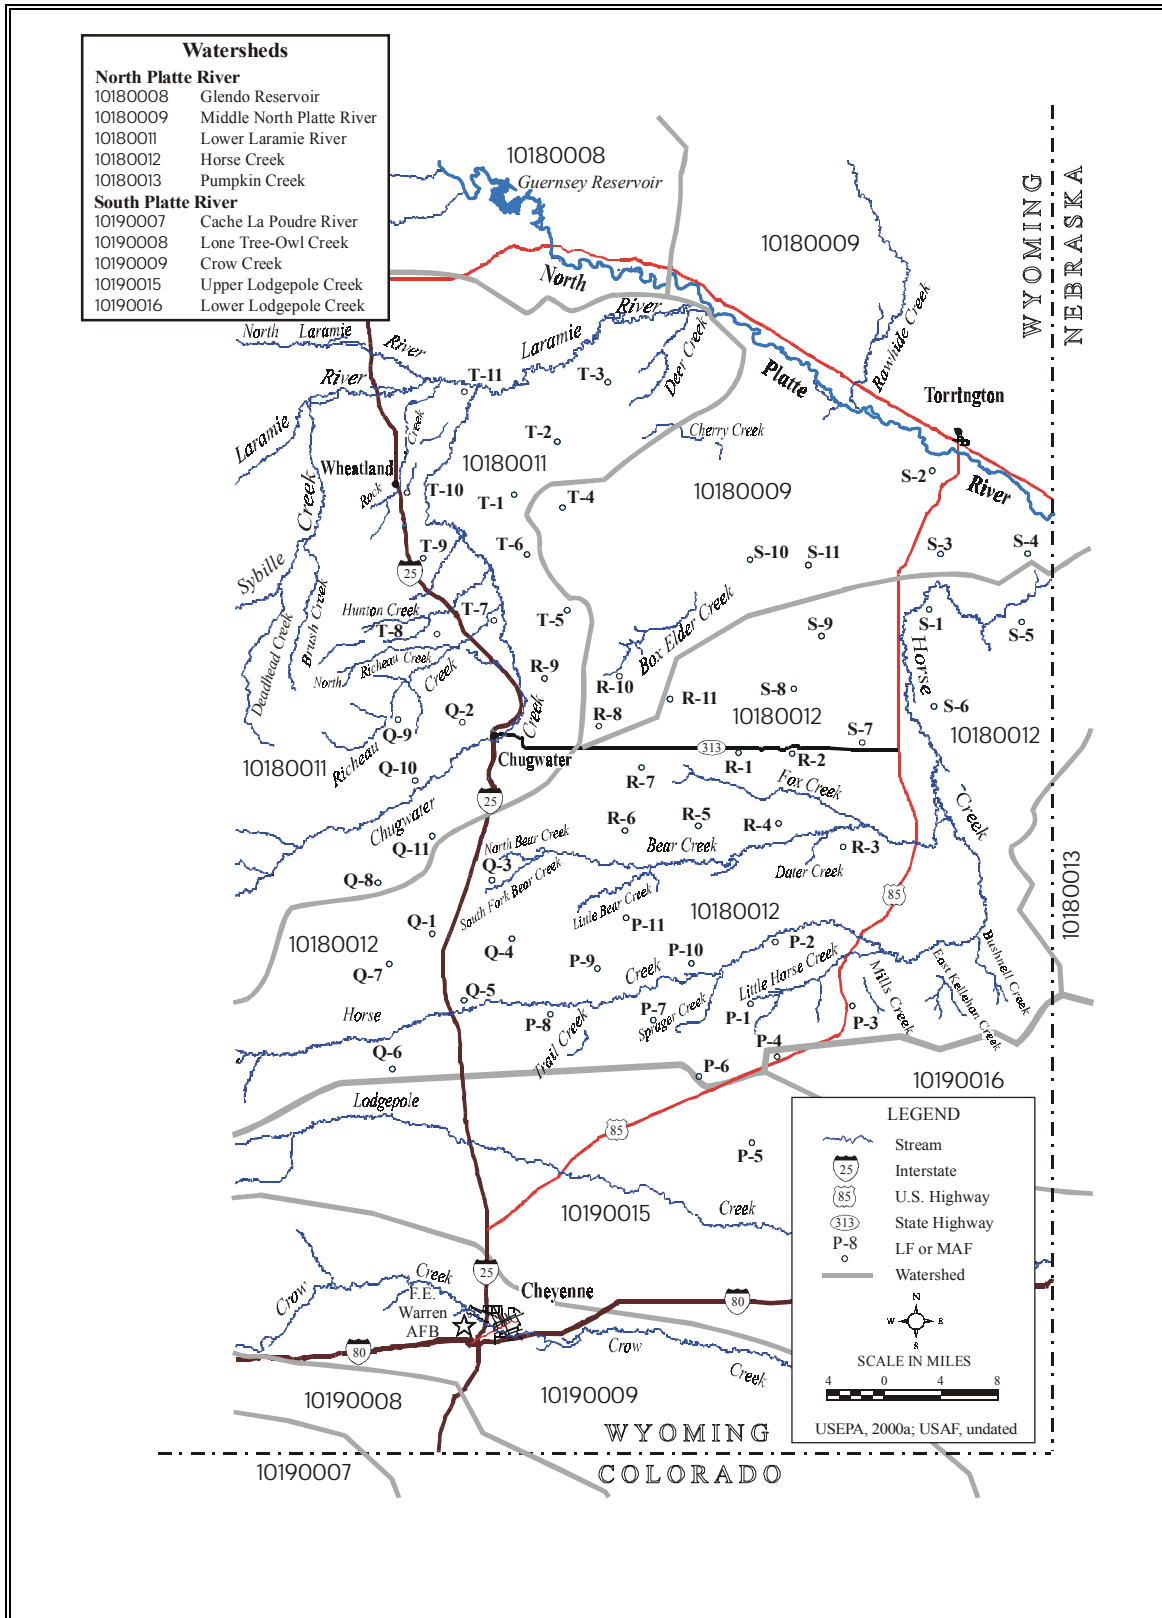 Watersheds
North Platte River
10180008 Glendo Reservoir
10180009 Middle North Platte River
10180011 Lower Laramie River
10180012 Horse Creek
10180013 Pumpkin Creek
South Platte River
10190007 Cache La Poudre River
10190008 Lone Tree-Owl Creek
10190009 Crow Creek
10190015 Upper Lodgepole Creek
10190016 Lower Lodgepole Creek
10180008
Guernsey Reservoir
WYOMING
NEBRASKA
10180009
North
River
Rawhide Creek
North Laramie
River
Laramie
Deer Creek
Platte
River
T-11
T-3
Torrington
Laramie
Creek
T-2
Cherry Creek
10180011
Wheatland
S-2
River
Rock
T-10
T-1
T-4
10180009
Creek
T-9
T-6
S-10
S-11
S-3
S-4
Sybille
25
Brush Creek
Deadhead Creek
Hunton Creek
T-7
T-8
T-5
Box Elder Creek
S-9
S-1
S-5
Horse
North
Richeau Creek
Creek
R-9
R-10
R-11
S-8
S-6
Q-2
Q-9
Creek
R-8
10180012
S-7
10180012
Richeau
Chugwater
313
10180011
Q-10
R-7
R-1
R-2
Fox Creek
25
Chugwater
Creek
R-6
R-5
R-4
North Bear Creek
Bear Creek
R-3
Q-11
Q-3
South Fork Bear Creek
Dater Creek
Q-8
Little Bear Creek
85
10180013
10180012
P-11
10180012
Q-1
Q-4
P-2
Q-7
P-9
P-10
Creek
Little Horse Creek
Mills Creek
East Kellehan Creek
Bushnell Creek
Q-5
Horse
P-8
P-7
Sprager Creek
P-1
P-3
Trail Creek
Q-6
P-4
P-6
10190016
Lodgepole
85
P-5
10190015
Creek
LEGEND
Stream
25 Interstate
85 U.S. Highway
313 State Highway
P-8 LF or MAF
Watershed
N
W E
S
SCALE IN MILES
4 0 4 8
USEPA, 2000a; USAF, undated
25
Crow
Creek
F.E.
Warren
AFB
Cheyenne
80
80
Crow
Creek
10190008
10190009
WYOMING
COLORADO
10190007